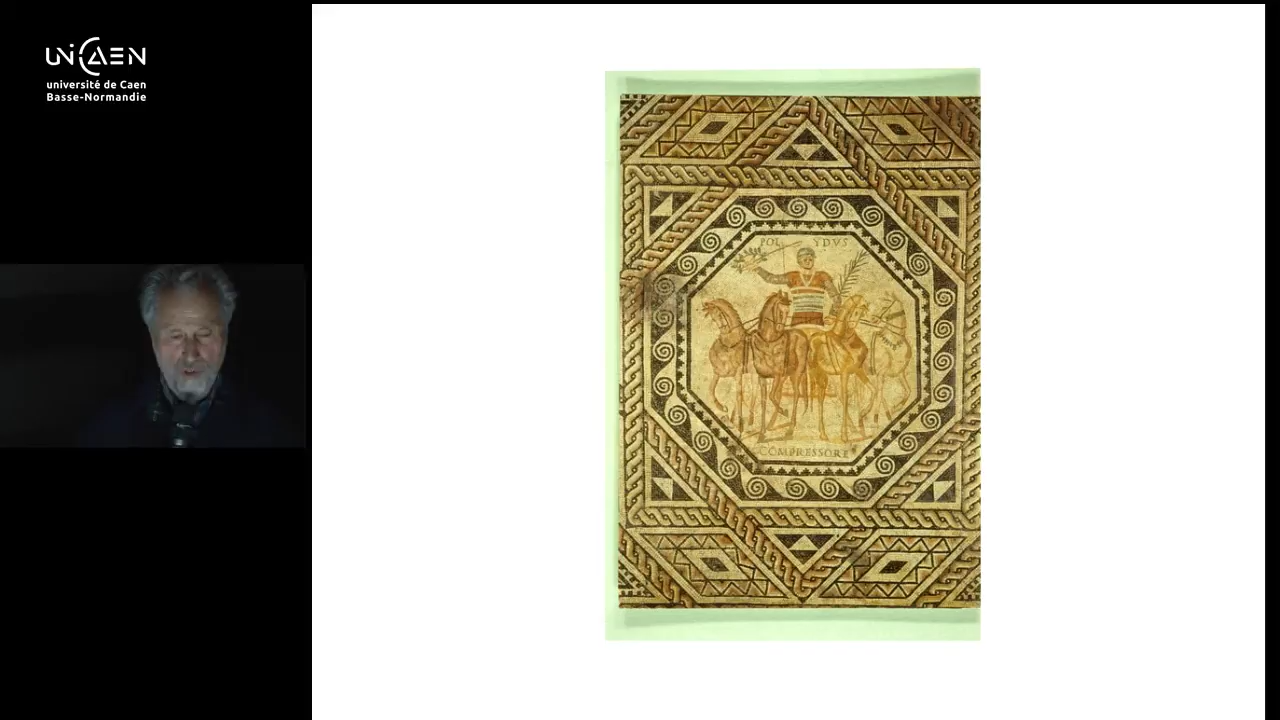 UNICAEN
université de Caen
Basse-Normandie
POL YDVS
COMPRESSORE